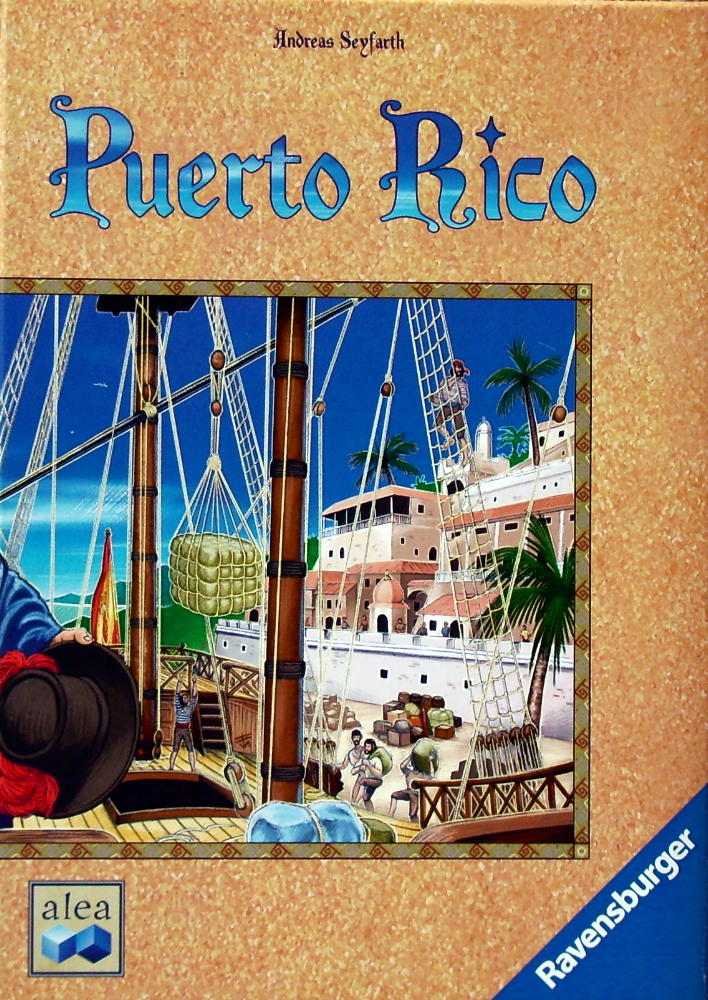 Andreas Seyfarth
Puerto Rico
alea
Ravensburger